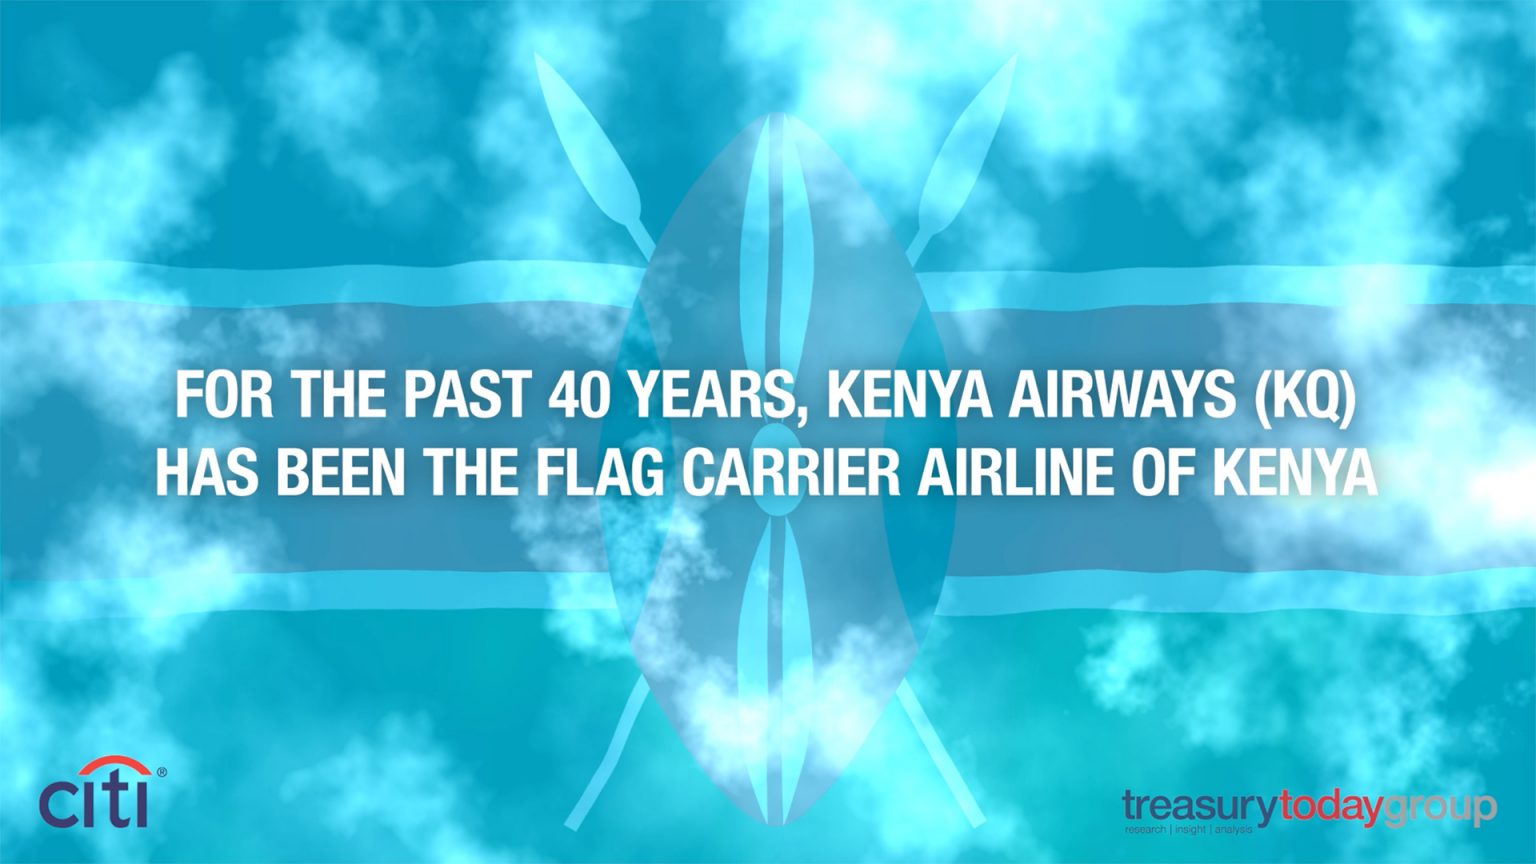 FOR THE PAST 40 YEARS, KENYA AIRWAYS (KQ)
HAS BEEN THE FLAG CARRIER AIRLINE OF KENYA
citi®
treasurytodaygroup
research | insight | analysis